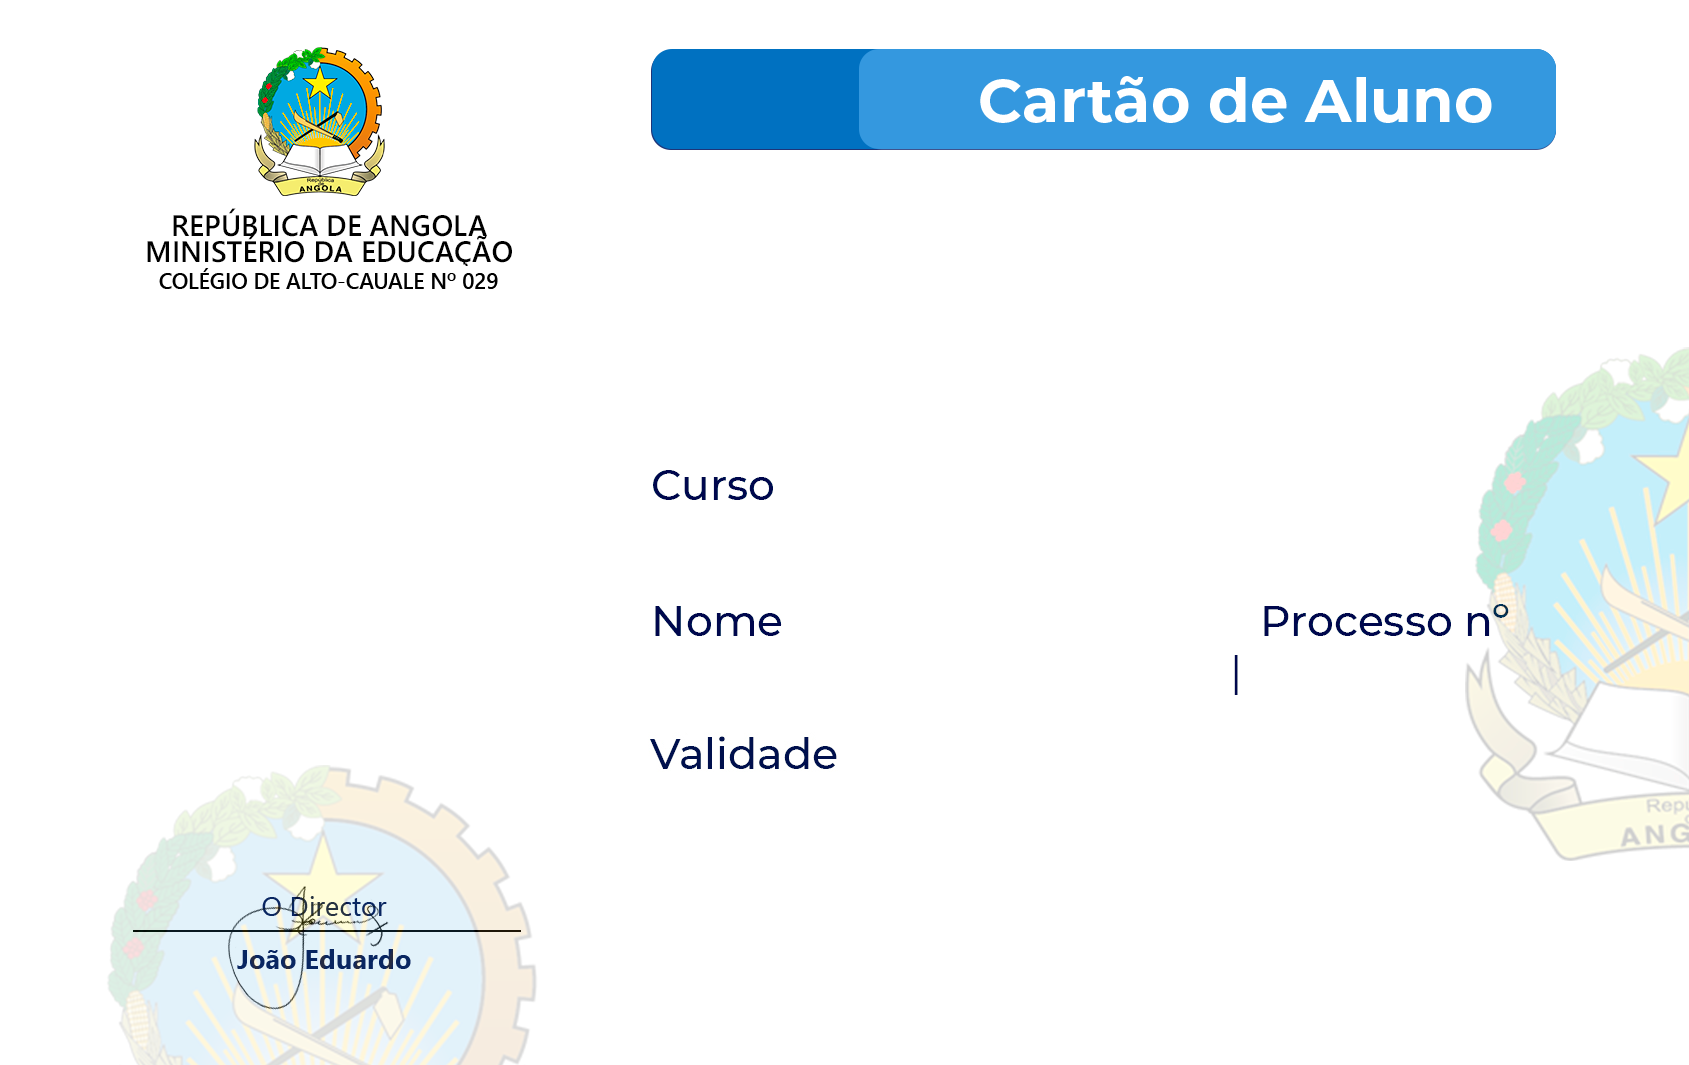 República
de
ANGOLA
REPÚBLICA DE ANGOLA
MINISTÉRIO DA EDUCAÇÃO
COLÉGIO DE ALTO-CAUALE Nº 029
Cartão de Aluno
Curso
Nome
Processo nº
|
Validade
Repú
ANG
O Director
João Eduardo